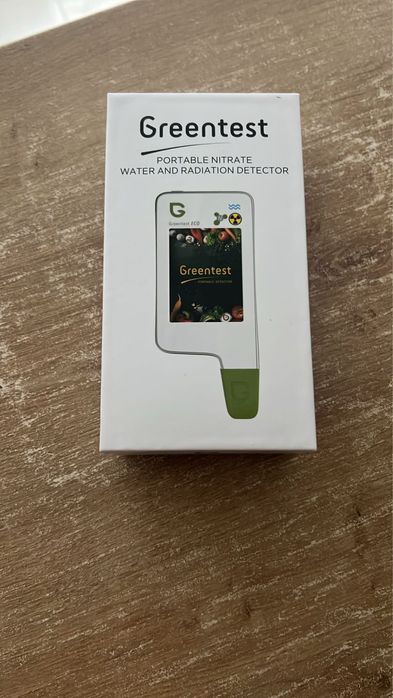 Greentest
PORTABLE NITRATE
WATER AND RADIATION DETECTOR
G
Greentest ECO
Greentest
PORTABLE DETECTOR
G